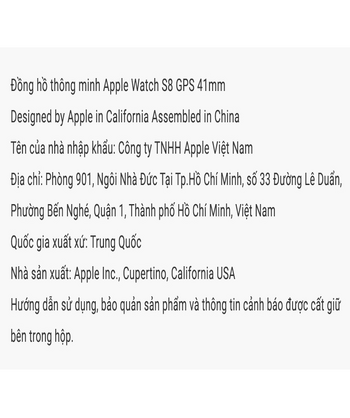 Đồng hồ thông minh Apple Watch S8 GPS 41mm
Designed by Apple in California Assembled in China
Tên của nhà nhập khẩu: Công ty TNHH Apple Việt Nam
Địa chỉ: Phòng 901, Ngôi Nhà Đức Tại Tp.Hồ Chí Minh, số 33 Đường Lê Duẩn,
Phường Bến Nghé, Quận 1, Thành phố Hồ Chí Minh, Việt Nam
Quốc gia xuất xứ: Trung Quốc
Nhà sản xuất: Apple Inc., Cupertino, California USA
Hướng dẫn sử dụng, bảo quản sản phẩm và thông tin cảnh báo được cất giữ
bên trong hộp.